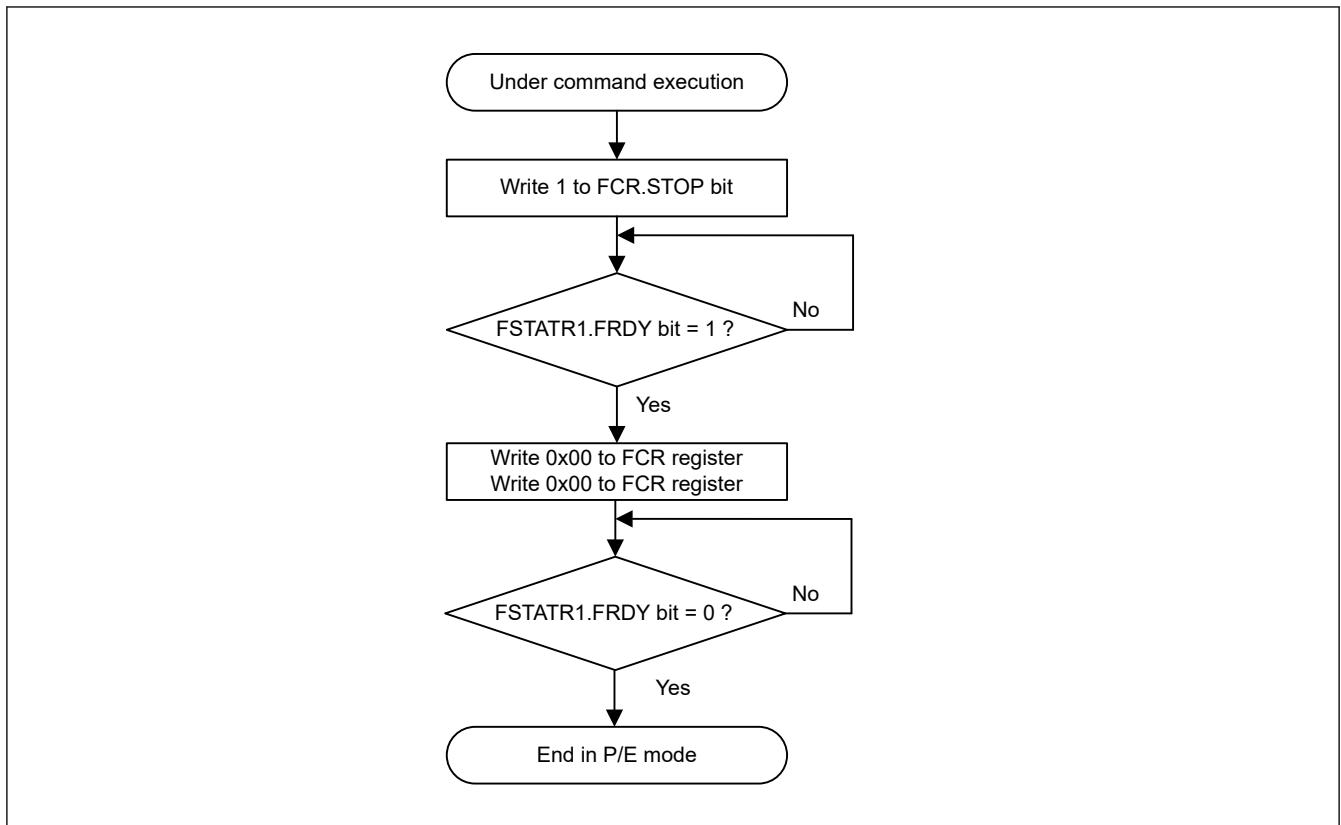 Under command execution
Write 1 to FCR.STOP bit
No
FSTATR1.FRDY bit = 1 ?
Yes
Write 0x00 to FCR register
Write 0x00 to FCR register
No
FSTATR1.FRDY bit = 0 ?
Yes
End in P/E mode